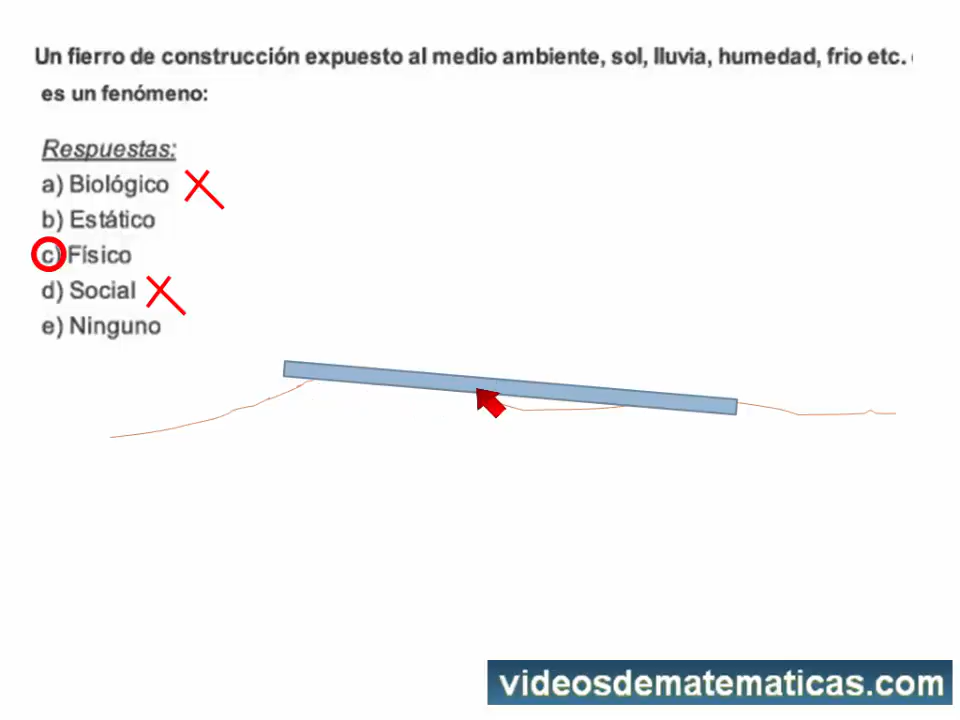 Un fierro de construcción expuesto al medio ambiente, sol, lluvia, humedad, frio etc.
es un fenómeno:
Respuestas:
a) Biológico
b) Estático
c) Físico
d) Social
e) Ninguno
videosdematematicas.com